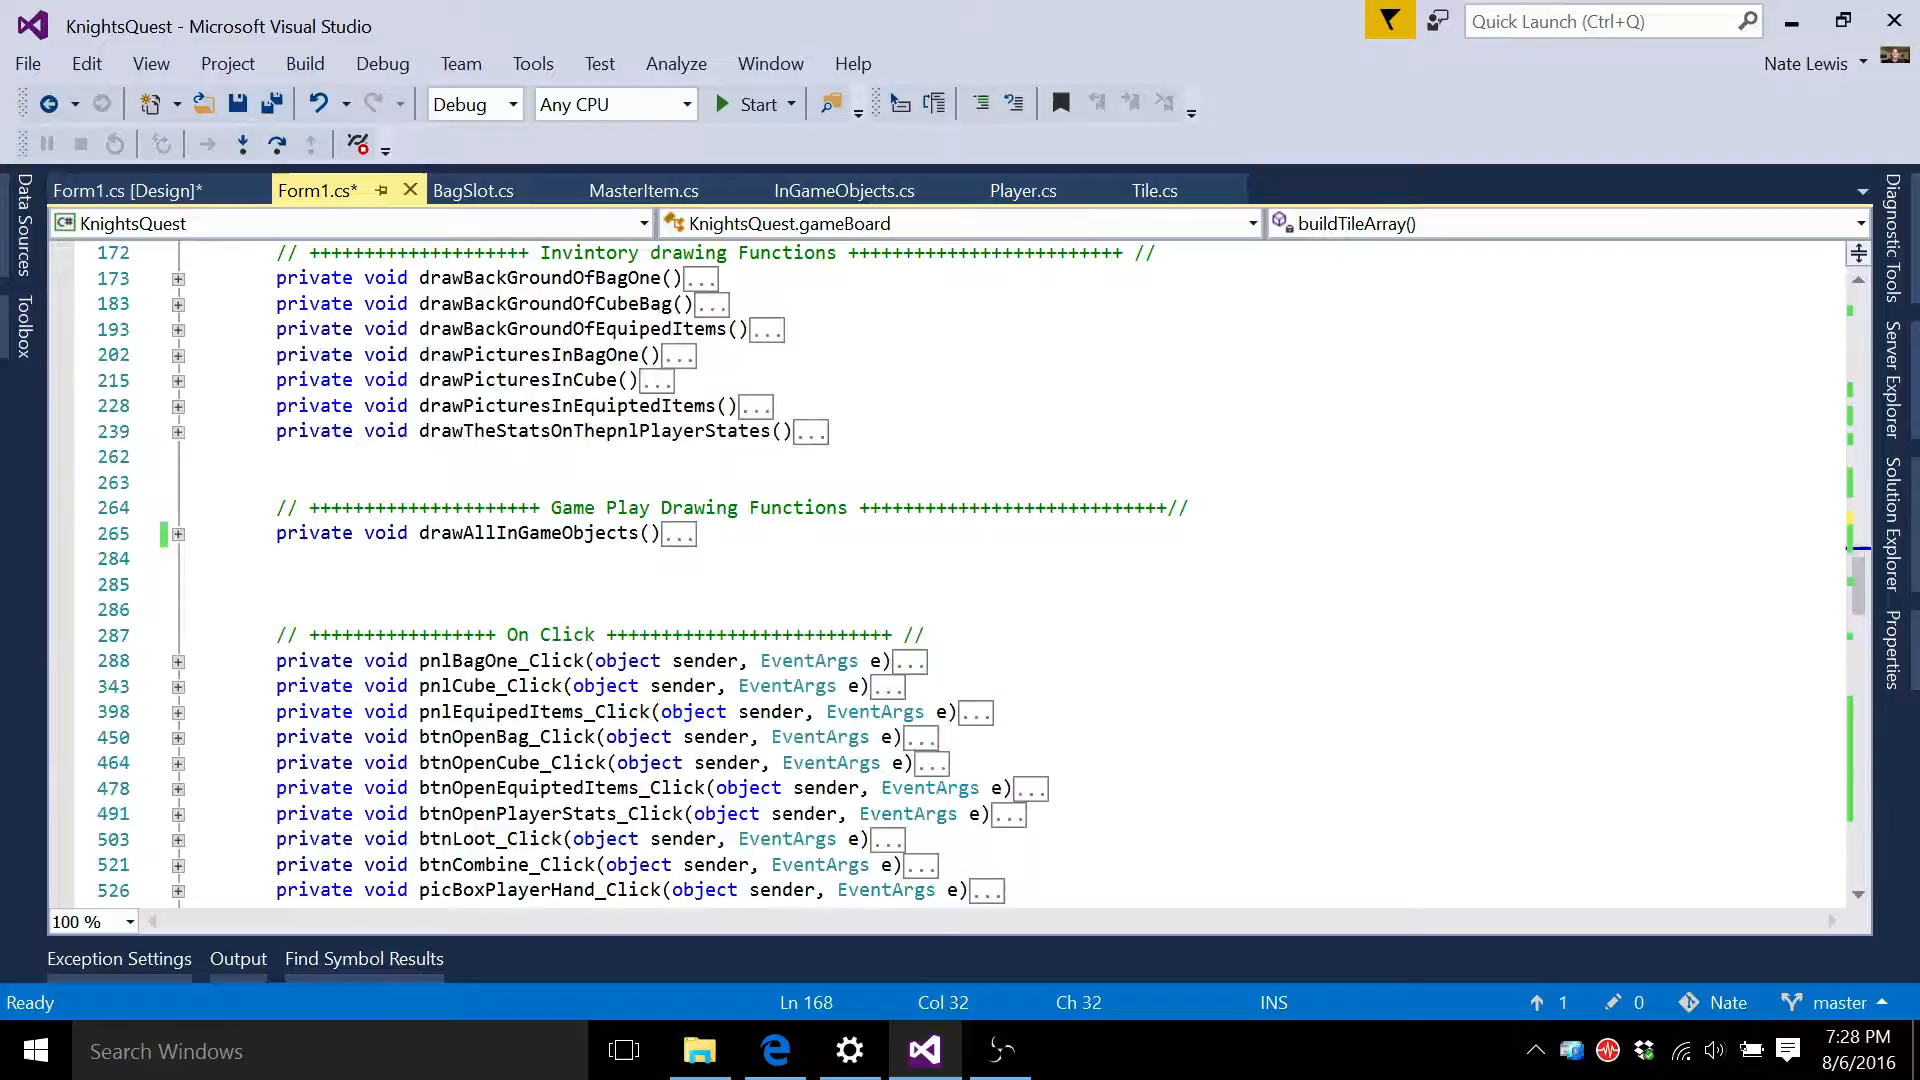 KnightsQuest - Microsoft Visual Studio
Quick Launch (Ctrl+Q)
File Edit View Project Build Debug Team Tools Test Analyze Window Help
Nate Lewis
Debug Any CPU Start
Form1.cs [Design]* Form1.cs* BagSlot.cs MasterItem.cs InGameObjects.cs Player.cs Tile.cs
C# KnightsQuest KnightsQuest.gameBoard buildTileArray()
Data Sources
Toolbox
172 // ++++++++++++++++++++ Invintory drawing Functions +++++++++++++++++++++++++ //
173 private void drawBackGroundOfBagOne()...
183 private void drawBackGroundOfCubeBag()...
193 private void drawBackGroundOfEquipedItems()...
202 private void drawPicturesInBagOne()...
215 private void drawPicturesInCube()...
228 private void drawPicturesInEquiptedItems()...
239 private void drawTheStatsOnThepnlPlayerStates()...
262
263
264 // +++++++++++++++++++++ Game Play Drawing Functions ++++++++++++++++++++++++++++//
265 private void drawAllInGameObjects()...
284
285
286
287 // +++++++++++++++++ On Click ++++++++++++++++++++++++++ //
288 private void pnlBagOne_Click(object sender, EventArgs e)...
343 private void pnlCube_Click(object sender, EventArgs e)...
398 private void pnlEquipedItems_Click(object sender, EventArgs e)...
450 private void btnOpenBag_Click(object sender, EventArgs e)...
464 private void btnOpenCube_Click(object sender, EventArgs e)...
478 private void btnOpenEquiptedItems_Click(object sender, EventArgs e)...
491 private void btnOpenPlayerStats_Click(object sender, EventArgs e)...
503 private void btnLoot_Click(object sender, EventArgs e)...
521 private void btnCombine_Click(object sender, EventArgs e)...
526 private void picBoxPlayerHand_Click(object sender, EventArgs e)...
Diagnostic Tools
Server Explorer
Solution Explorer
Properties
100 %
Exception Settings Output Find Symbol Results
Ready Ln 168 Col 32 Ch 32 INS 1 0 Nate master
Search Windows
7:28 PM
8/6/2016